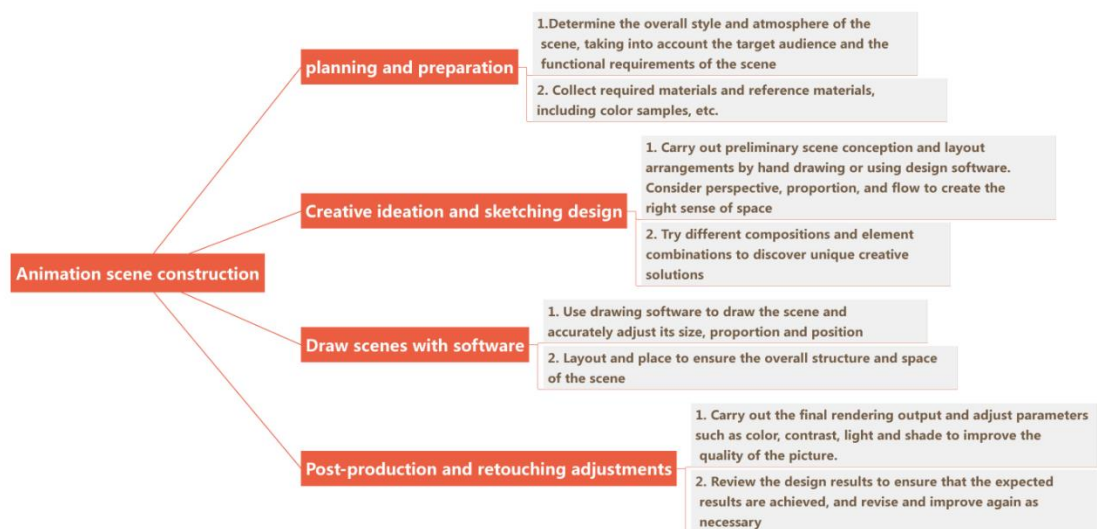 planning and preparation
1.Determine the overall style and atmosphere of the
scene, taking into account the target audience and the
functional requirements of the scene
2. Collect required materials and reference materials,
including color samples, etc.
Creative ideation and sketching design
1. Carry out preliminary scene conception and layout
arrangements by hand drawing or using design software.
Consider perspective, proportion, and flow to create the
right sense of space
2. Try different compositions and element
combinations to discover unique creative
solutions
Animation scene construction
Draw scenes with software
1. Use drawing software to draw the scene and
accurately adjust its size, proportion and position
2. Layout and place to ensure the overall structure and space
of the scene
Post-production and retouching adjustments
1. Carry out the final rendering output and adjust parameters
such as color, contrast, light and shade to improve the
quality of the picture.
2. Review the design results to ensure that the expected
results are achieved, and revise and improve again as
necessary